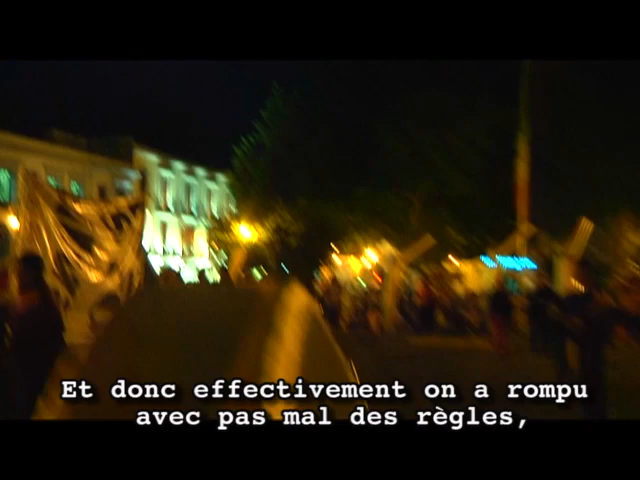 Et donc effectivement on a rompu
avec pas mal des règles,